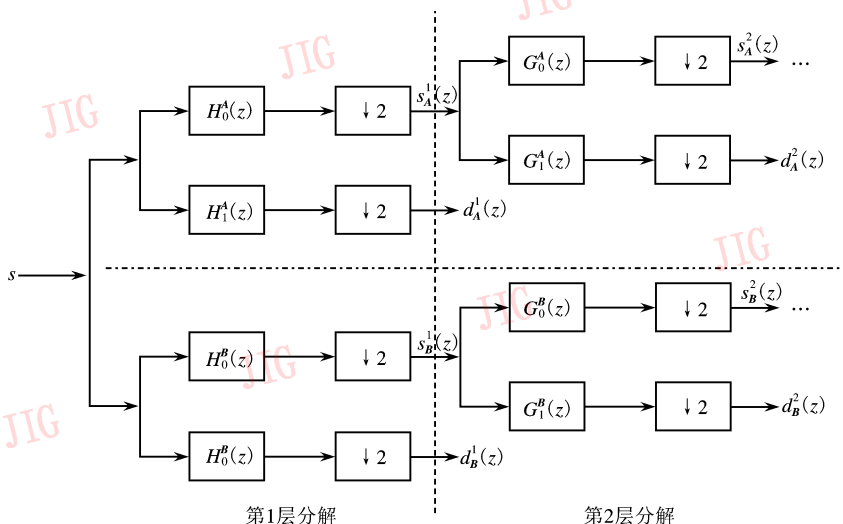 JIG
s_A^2(z)
G_0^A(z) ↓2 …
JIG
s_A^1(z)
JIG
H_0^A(z) ↓2
G_1^A(z) ↓2 d_A^2(z)
H_1^A(z) ↓2 d_A^1(z)
JIG
s
s_B^2(z)
JIG
G_0^B(z) ↓2 …
s_B^1(z)
H_0^B(z) ↓2
JIG
G_1^B(z) ↓2 d_B^2(z)
JIG
H_0^B(z) ↓2 d_B^1(z)
第1层分解 第2层分解